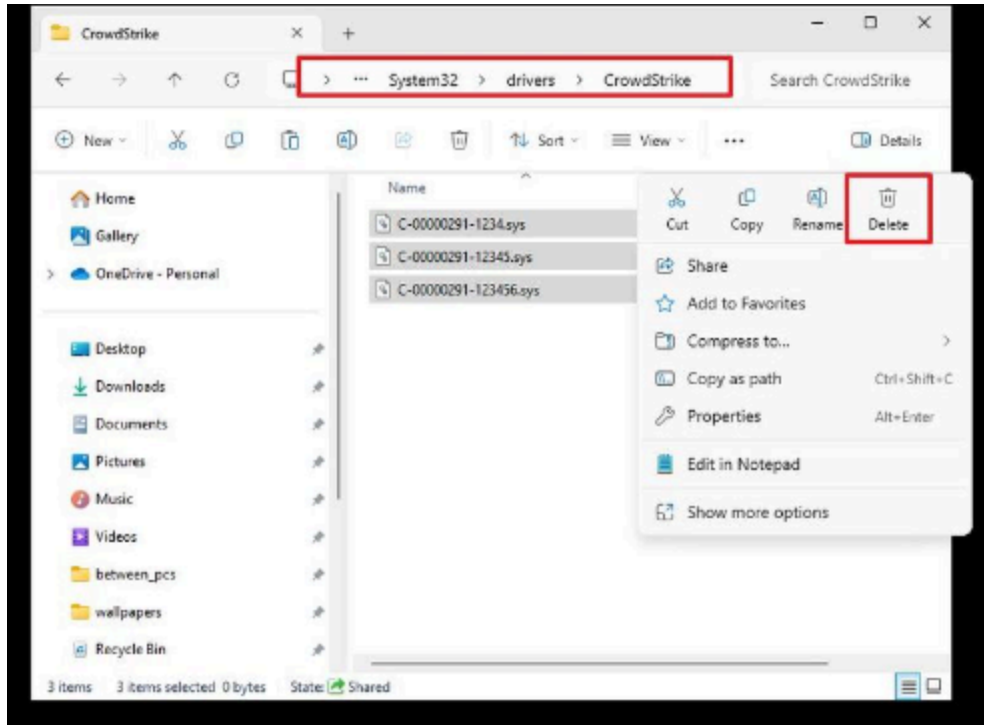 CrowdStrike
System32 > drivers > CrowdStrike
Search CrowdStrike
New
Sort
View
Details
Home
Gallery
OneDrive - Personal
Desktop
Downloads
Documents
Pictures
Music
Videos
between_pcs
wallpapers
Recycle Bin
Name
C-00000291-1234.sys
C-00000291-12345.sys
C-00000291-123456.sys
Cut Copy Rename Delete
Share
Add to Favorites
Compress to...
Copy as path Ctrl+Shift+C
Properties Alt+Enter
Edit in Notepad
Show more options
3 items 3 items selected 0 bytes State: Shared